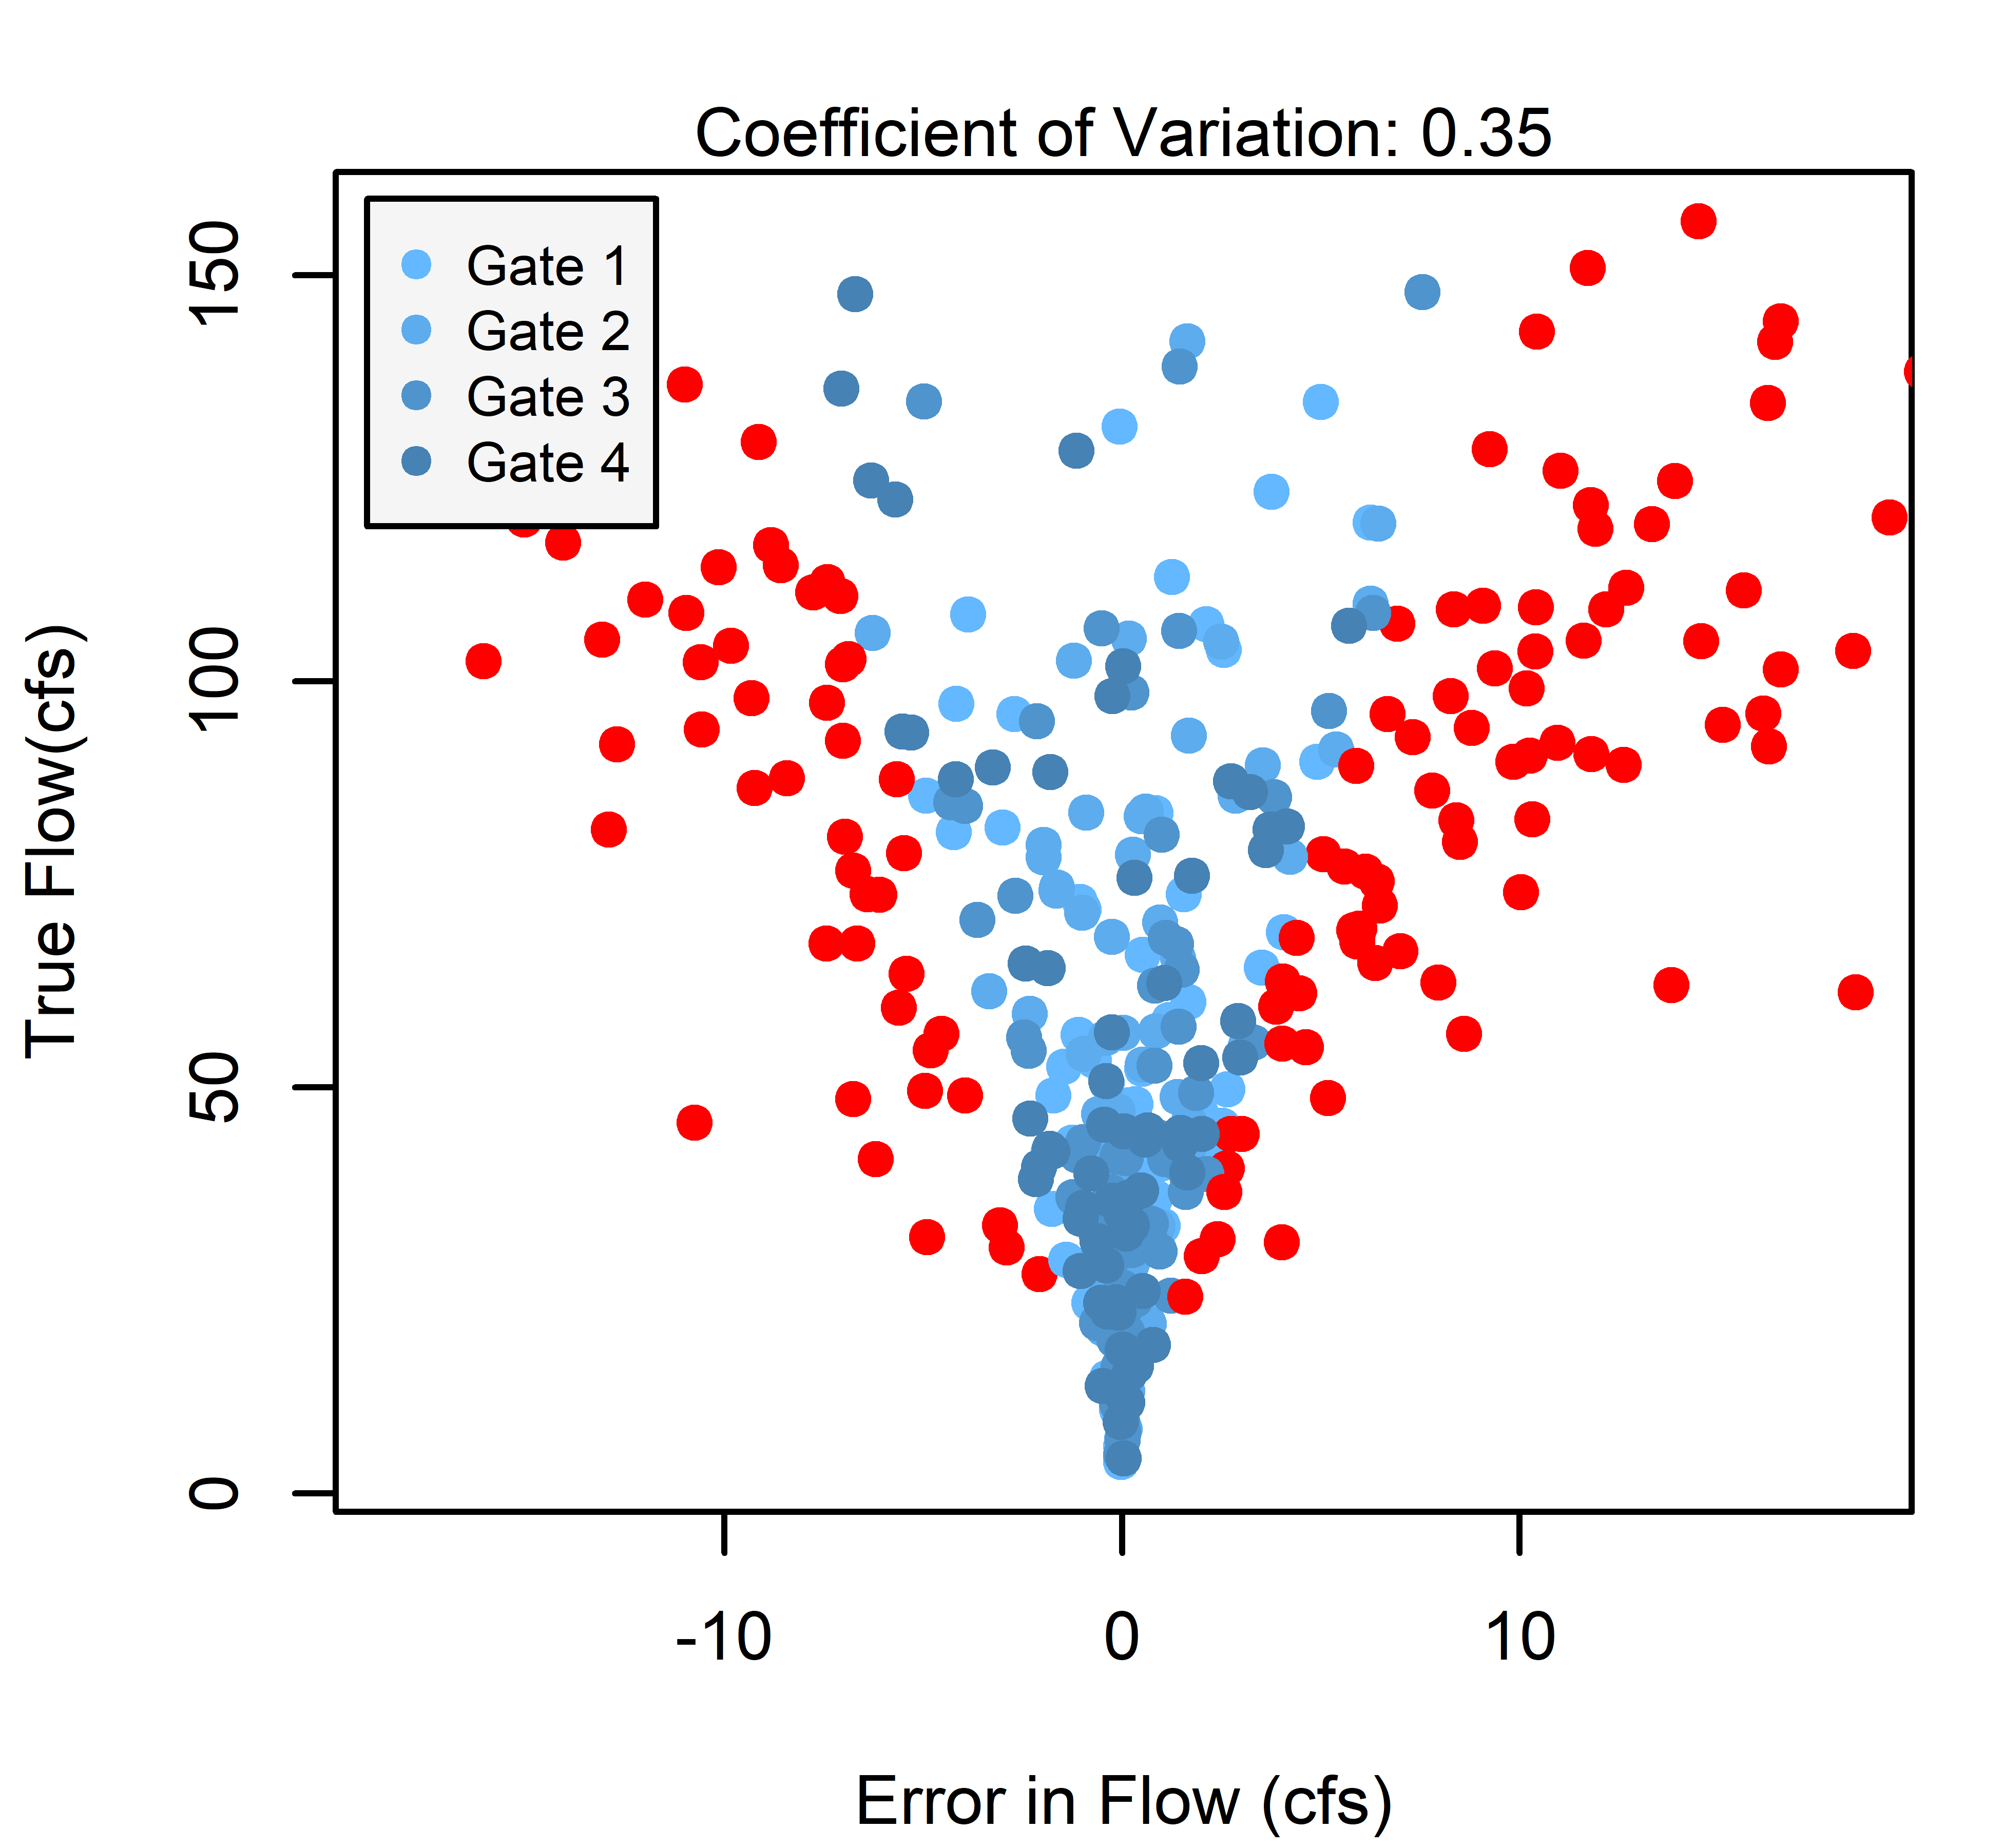 Coefficient of Variation: 0.35
Gate 1
Gate 2
Gate 3
Gate 4
True Flow(cfs)
150
100
50
0
-10 0 10
Error in Flow (cfs)